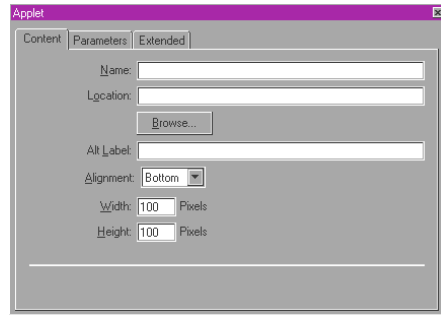 Applet
Content Parameters Extended
Name:
Location:
Browse...
Alt Label:
Alignment: Bottom
Width: 100 Pixels
Height: 100 Pixels